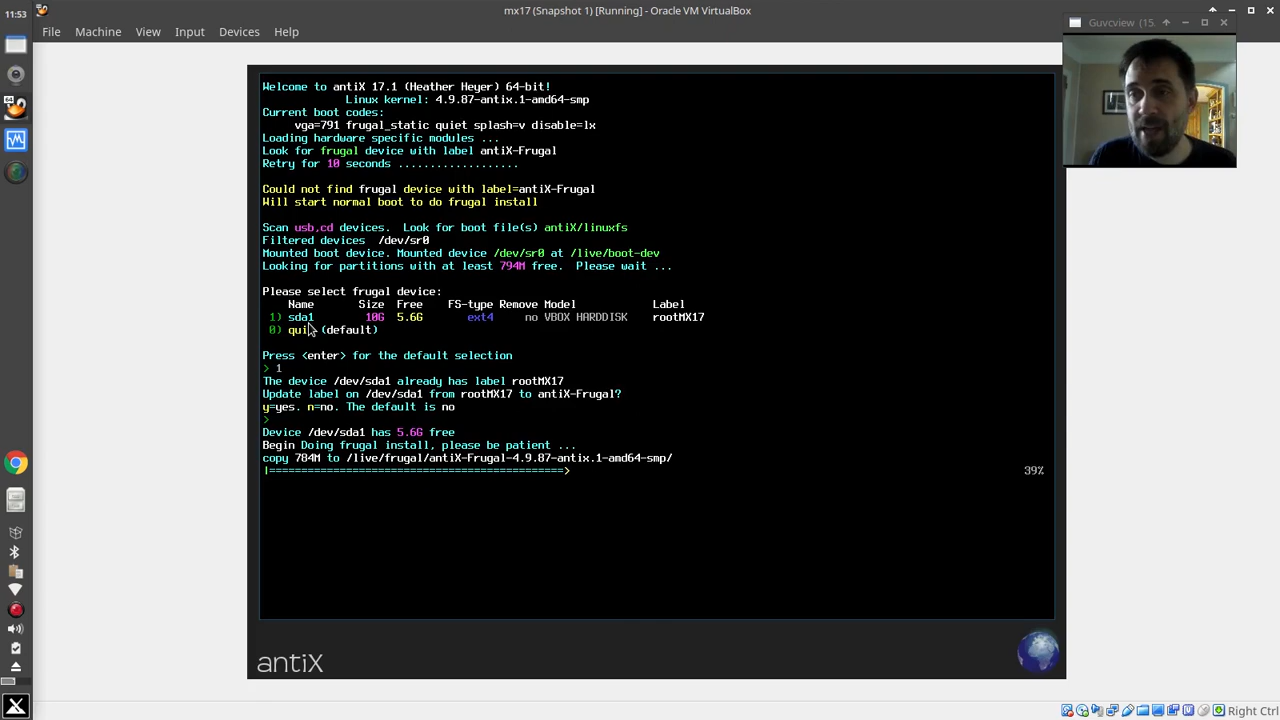 11:53
mx17 (Snapshot 1) [Running] - Oracle VM VirtualBox
File Machine View Input Devices Help
Guvcview (15.
Welcome to antiX 17.1 (Heather Heyer) 64-bit!
Linux kernel: 4.9.87-antix.1-amd64-smp
Current boot codes:
vga=791 frugal_static quiet splash=v disable=lx
Loading hardware specific modules ...
Look for frugal device with label antiX-Frugal
Retry for 10 seconds ...................
Could not find frugal device with label=antiX-Frugal
Will start normal boot to do frugal install
Scan usb,cd devices. Look for boot file(s) antiX/linuxfs
Filtered devices /dev/sr0
Mounted boot device. Mounted device /dev/sr0 at /live/boot-dev
Looking for partitions with at least 794M free. Please wait ...
Please select frugal device:
Name Size Free FS-type Remove Model Label
1) sda1 10G 5.6G ext4 no VBOX HARDDISK rootMX17
0) quit (default)
Press <enter> for the default selection
> 1
The device /dev/sda1 already has label rootMX17
Update label on /dev/sda1 from rootMX17 to antiX-Frugal?
y=yes. n=no. The default is no
>
Device /dev/sda1 has 5.6G free
Begin Doing frugal install, please be patient ...
copy 784M to /live/frugal/antiX-Frugal-4.9.87-antix.1-amd64-smp/
|==============================================> 39%
antiX
Right Ctrl